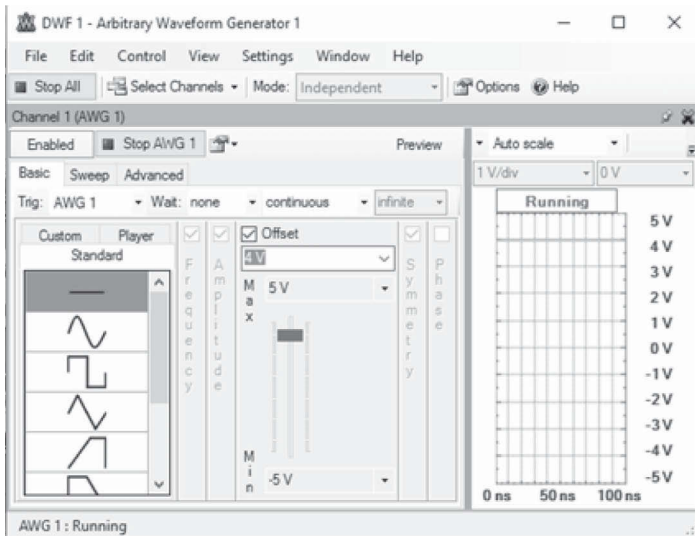 DWF 1 - Arbitrary Waveform Generator 1
File Edit Control View Settings Window Help
Stop All Select Channels Mode: Independent Options Help
Channel 1 (AWG 1)
Enabled Stop AWG 1 Preview Auto scale
Basic Sweep Advanced 1 V/div 0 V
Trig: AWG 1 Wait: none continuous infinite Running
Custom Player Offset
Standard
4 V
Frequency
Amplitude
Max 5 V
Min -5 V
Symmetry
Phase
5 V
4 V
3 V
2 V
1 V
0 V
-1 V
-2 V
-3 V
-4 V
-5 V
0 ns 50 ns 100 ns
AWG 1 : Running